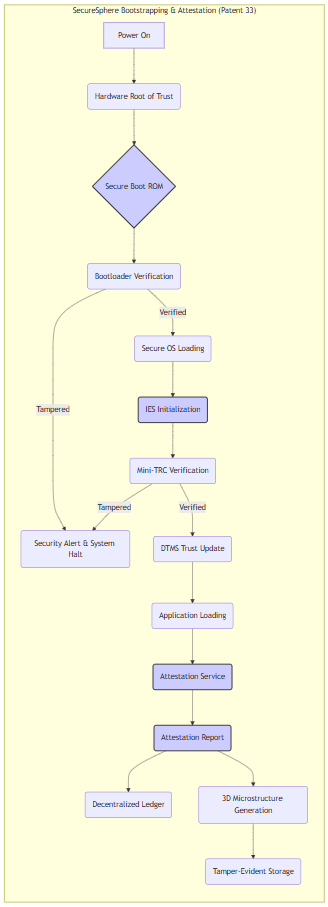 SecureSphere Bootstrapping & Attestation (Patent 33)
Power On
Hardware Root of Trust
Secure Boot ROM
Bootloader Verification
Verified
Secure OS Loading
Tampered
IES Initialization
Mini-TRC Verification
Tampered
Verified
Security Alert & System
Halt
DTMS Trust Update
Application Loading
Attestation Service
Attestation Report
Decentralized Ledger
3D Microstructure
Generation
Tamper-Evident Storage